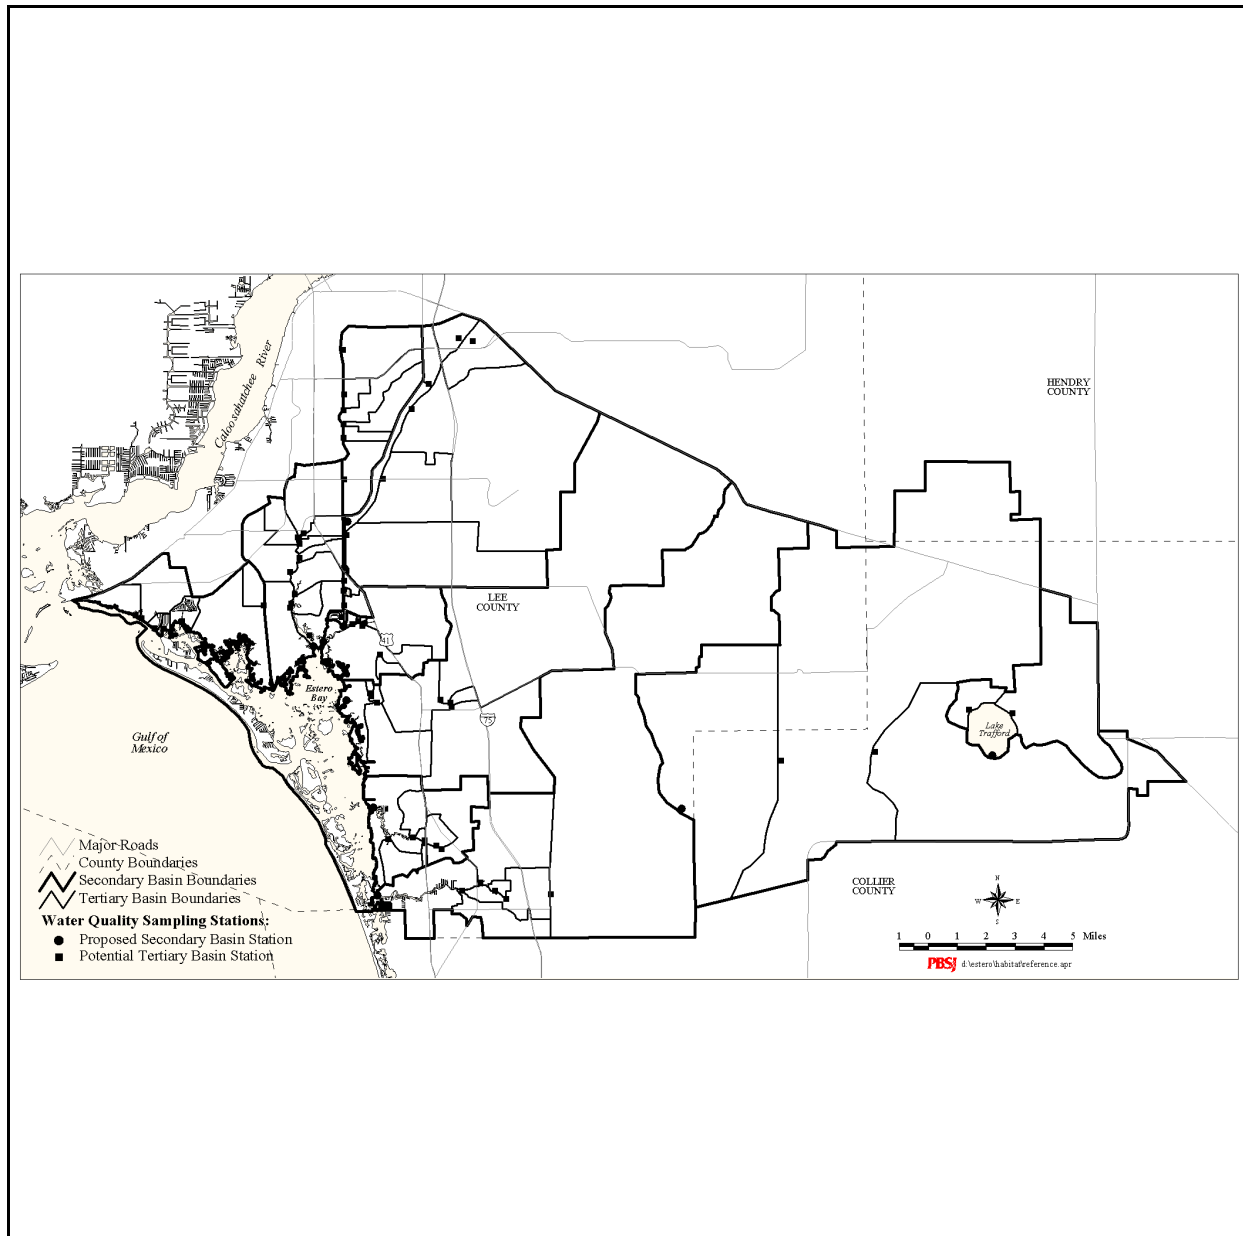 Caloosahatchee River
HENDRY
COUNTY
LEE
COUNTY
41
Estero
Bay
75
Lake
Trafford
Gulf of
Mexico
Major Roads
County Boundaries
Secondary Basin Boundaries
Tertiary Basin Boundaries
Water Quality Sampling Stations:
Proposed Secondary Basin Station
Potential Tertiary Basin Station
COLLIER
COUNTY
N
W E
S
1 0 1 2 3 4 5 Miles
PBSJ d:\estero\habitat\reference.apr